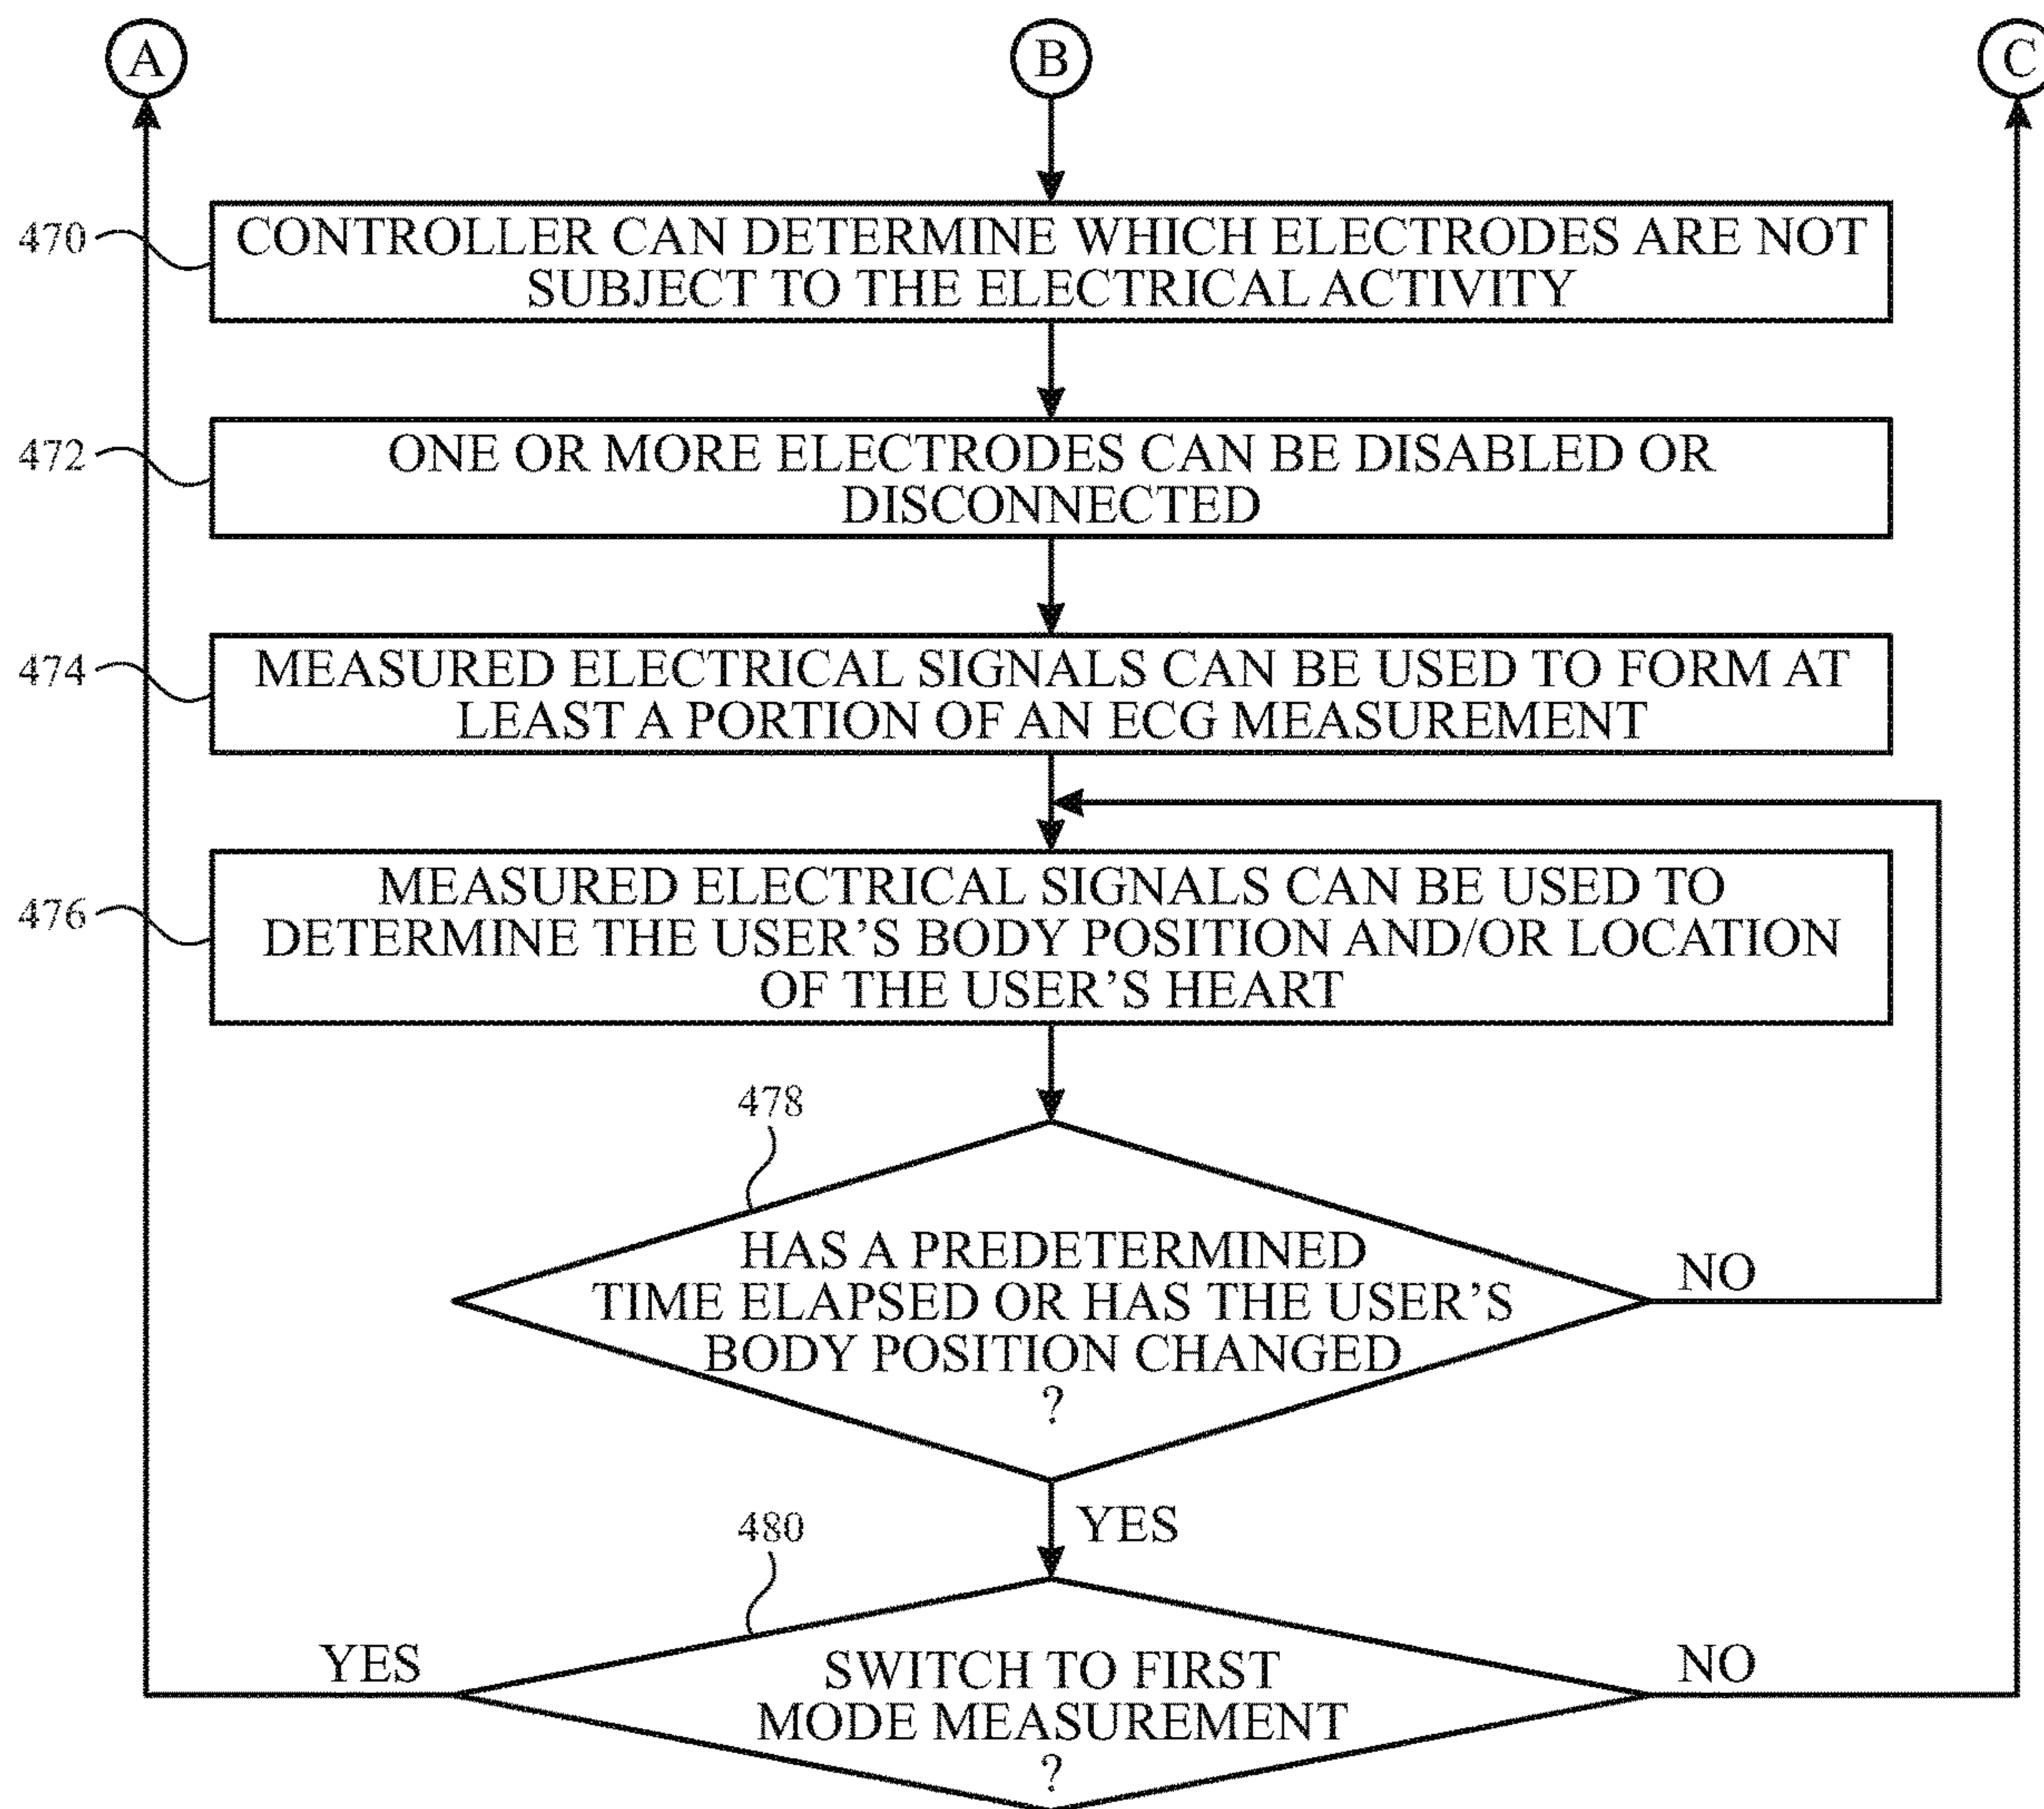 A
B
C
470
CONTROLLER CAN DETERMINE WHICH ELECTRODES ARE NOT
SUBJECT TO THE ELECTRICAL ACTIVITY
472
ONE OR MORE ELECTRODES CAN BE DISABLED OR
DISCONNECTED
474
MEASURED ELECTRICAL SIGNALS CAN BE USED TO FORM AT
LEAST A PORTION OF AN ECG MEASUREMENT
476
MEASURED ELECTRICAL SIGNALS CAN BE USED TO
DETERMINE THE USER’S BODY POSITION AND/OR LOCATION
OF THE USER’S HEART
478
HAS A PREDETERMINED
TIME ELAPSED OR HAS THE USER’S
BODY POSITION CHANGED
?
NO
YES
480
YES
SWITCH TO FIRST
MODE MEASUREMENT
?
NO